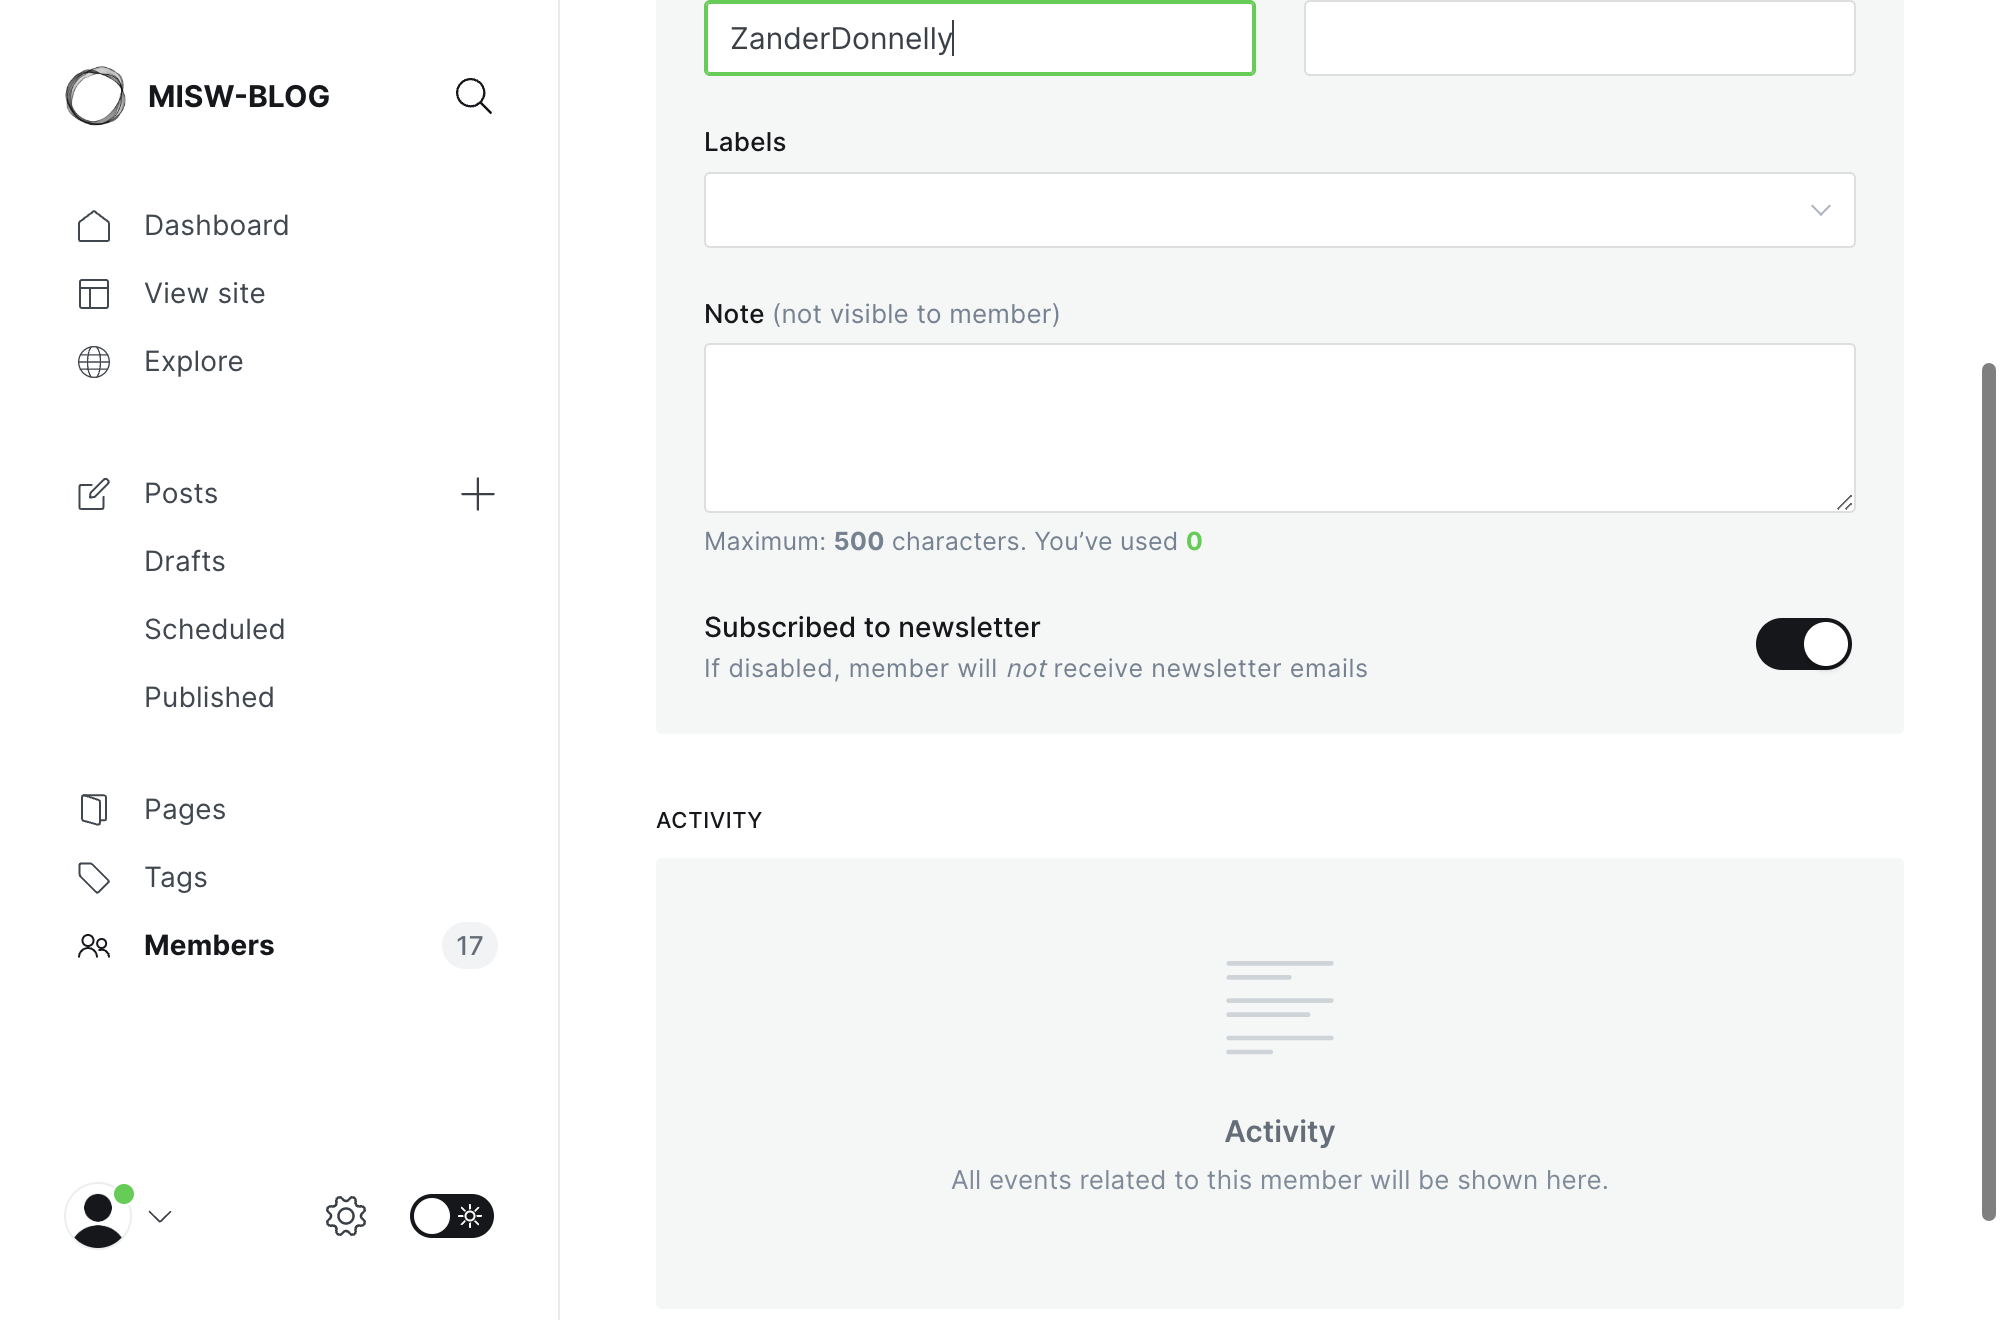 MISW-BLOG
Dashboard
View site
Explore
Posts
Drafts
Scheduled
Published
Pages
Tags
Members 17
ZanderDonnelly
Labels
Note (not visible to member)
Maximum: 500 characters. You’ve used 0
Subscribed to newsletter
If disabled, member will not receive newsletter emails
ACTIVITY
Activity
All events related to this member will be shown here.